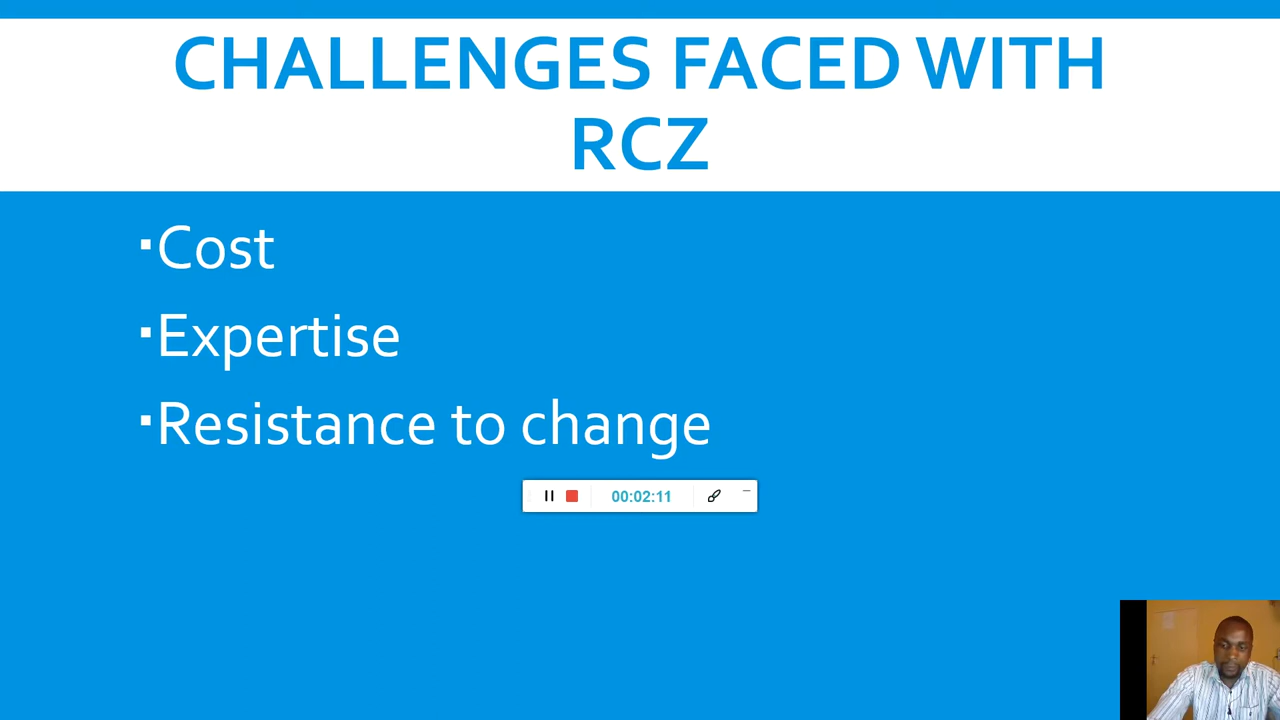 CHALLENGES FACED WITH
RCZ
▪Cost
▪Expertise
▪Resistance to change
00:02:11